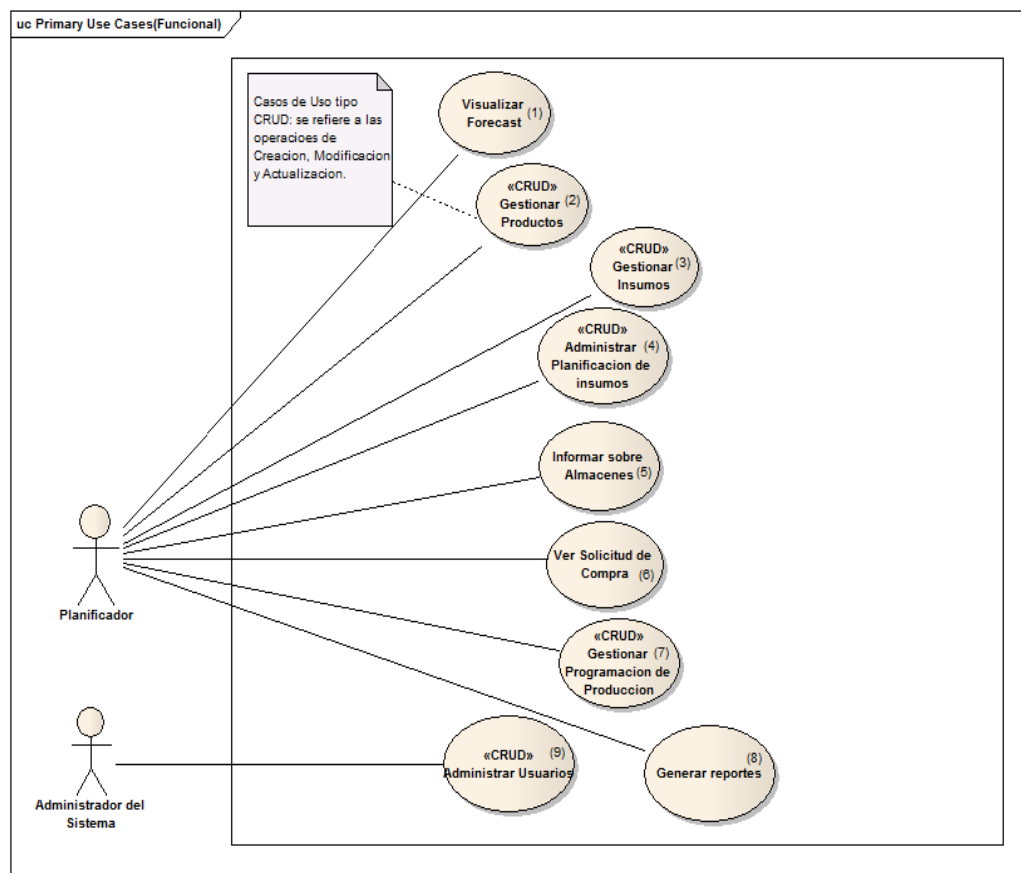 uc Primary Use Cases(Funcional)
Casos de Uso tipo
CRUD: se refiere a las
operacioes de
Creacion, Modificacion
y Actualizacion.
Visualizar
Forecast (1)
«CRUD»
Gestionar (2)
Productos
«CRUD»
Gestionar (3)
Insumos
«CRUD»
Administrar (4)
Planificacion de
insumos
Informar sobre
Almacenes (5)
Ver Solicitud de
Compra (6)
«CRUD»
Gestionar (7)
Programacion de
Produccion
Planificador
«CRUD» (9)
Administrar Usuarios
(8)
Generar reportes
Administrador del
Sistema